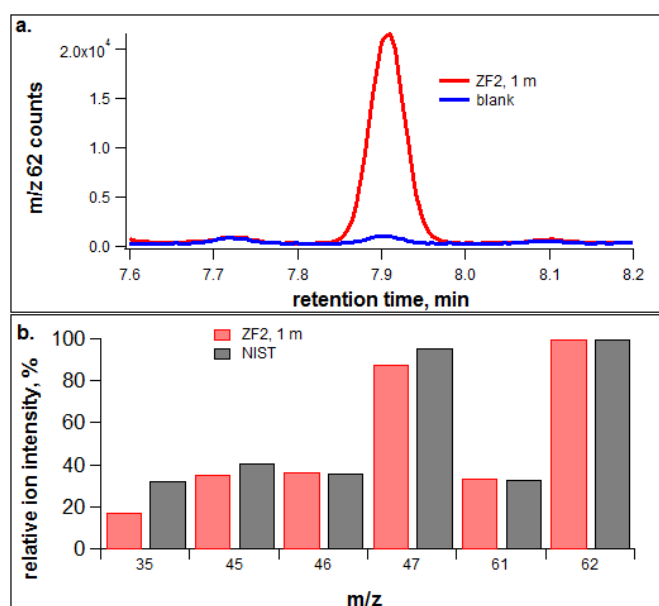 a.
m/z 62 counts
2.0x10⁴
1.5
1.0
0.5
0.0
ZF2, 1 m
blank
7.6 7.7 7.8 7.9 8.0 8.1 8.2
retention time, min
b.
relative ion intensity, %
100
80
60
40
20
0
ZF2, 1 m
NIST
35 45 46 47 61 62
m/z